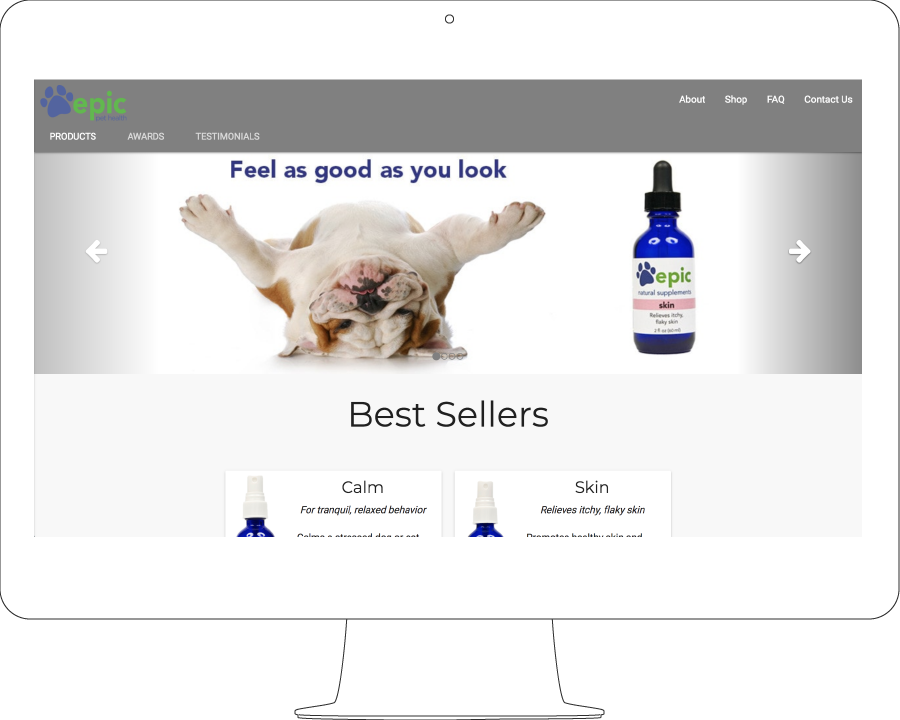 epic
pet health
About Shop FAQ Contact Us
PRODUCTS AWARDS TESTIMONIALS
Feel as good as you look
epic
natural supplements
skin
Relieves itchy,
flaky skin
2 fl oz (60 ml)
Best Sellers
Calm
For tranquil, relaxed behavior
Calms a stressed dog or cat
Skin
Relieves itchy, flaky skin
Promotes healthy skin and